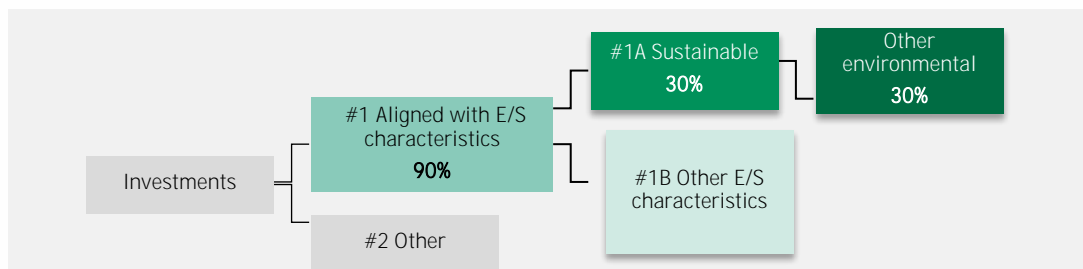 Investments
#1 Aligned with E/S
characteristics
90%
#2 Other
#1A Sustainable
30%
#1B Other E/S
characteristics
Other
environmental
30%